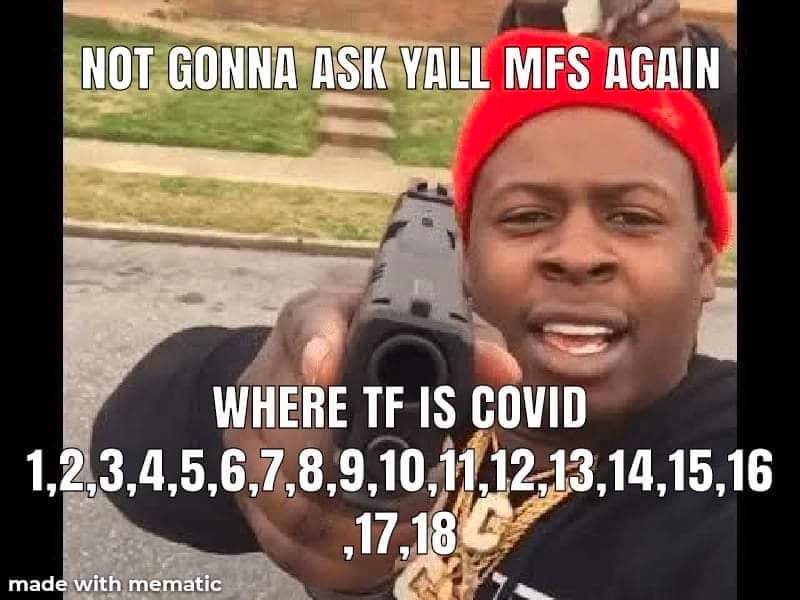 NOT GONNA ASK YALL MFS AGAIN
WHERE TF IS COVID
1,2,3,4,5,6,7,8,9,10,11,12,13,14,15,16
,17,18
made with mematic